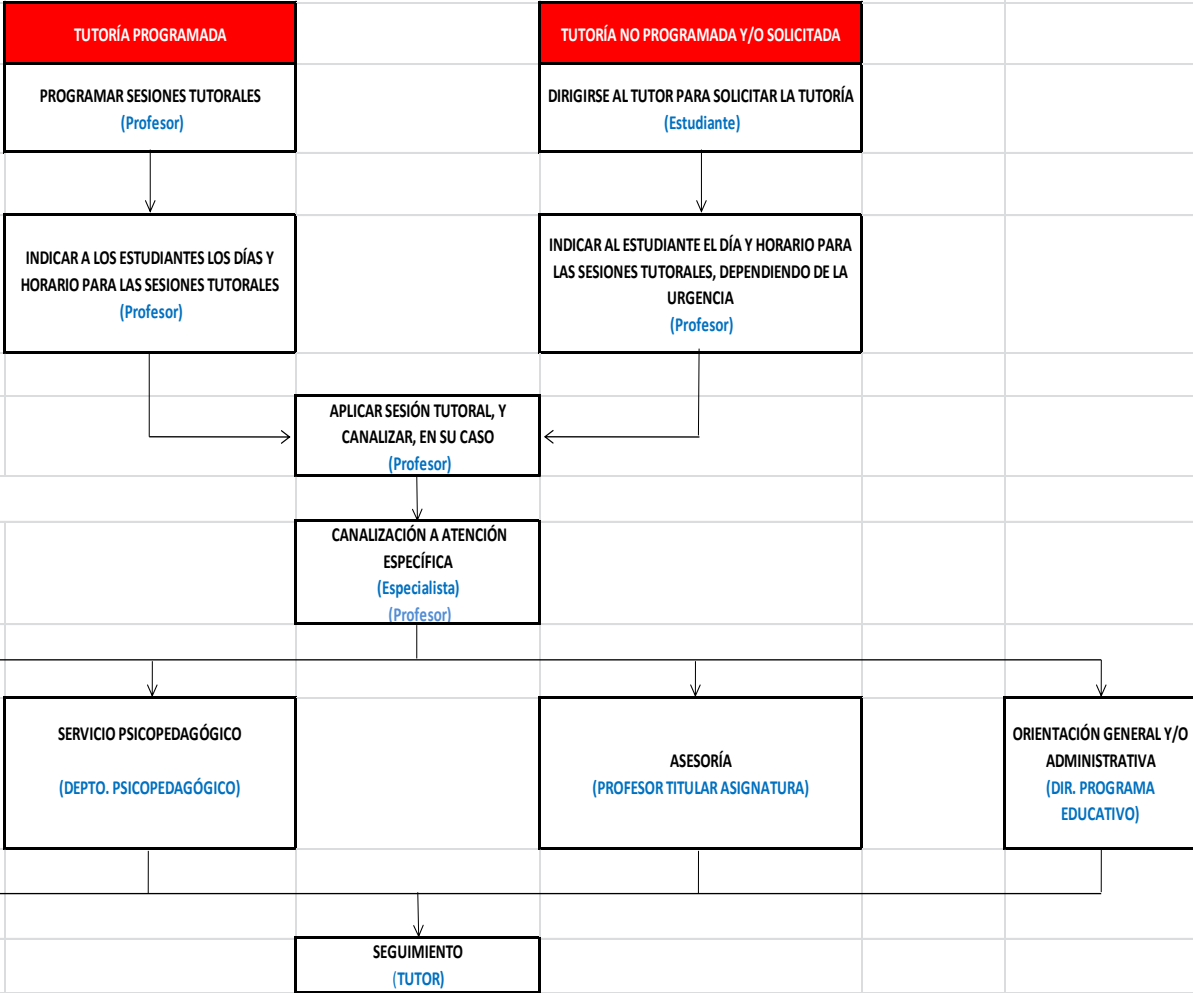 TUTORÍA PROGRAMADA
TUTORÍA NO PROGRAMADA Y/O SOLICITADA
PROGRAMAR SESIONES TUTORALES
(Profesor)
DIRIGIRSE AL TUTOR PARA SOLICITAR LA TUTORÍA
(Estudiante)
INDICAR A LOS ESTUDIANTES LOS DÍAS Y
HORARIO PARA LAS SESIONES TUTORALES
(Profesor)
INDICAR AL ESTUDIANTE EL DÍA Y HORARIO PARA
LAS SESIONES TUTORALES, DEPENDIENDO DE LA
URGENCIA
(Profesor)
APLICAR SESIÓN TUTORAL, Y
CANALIZAR, EN SU CASO
(Profesor)
CANALIZACIÓN A ATENCIÓN
ESPECÍFICA
(Especialista)
(Profesor)
SERVICIO PSICOPEDAGÓGICO
(DEPTO. PSICOPEDAGÓGICO)
ASESORÍA
(PROFESOR TITULAR ASIGNATURA)
ORIENTACIÓN GENERAL Y/O
ADMINISTRATIVA
(DIR. PROGRAMA
EDUCATIVO)
SEGUIMIENTO
(TUTOR)